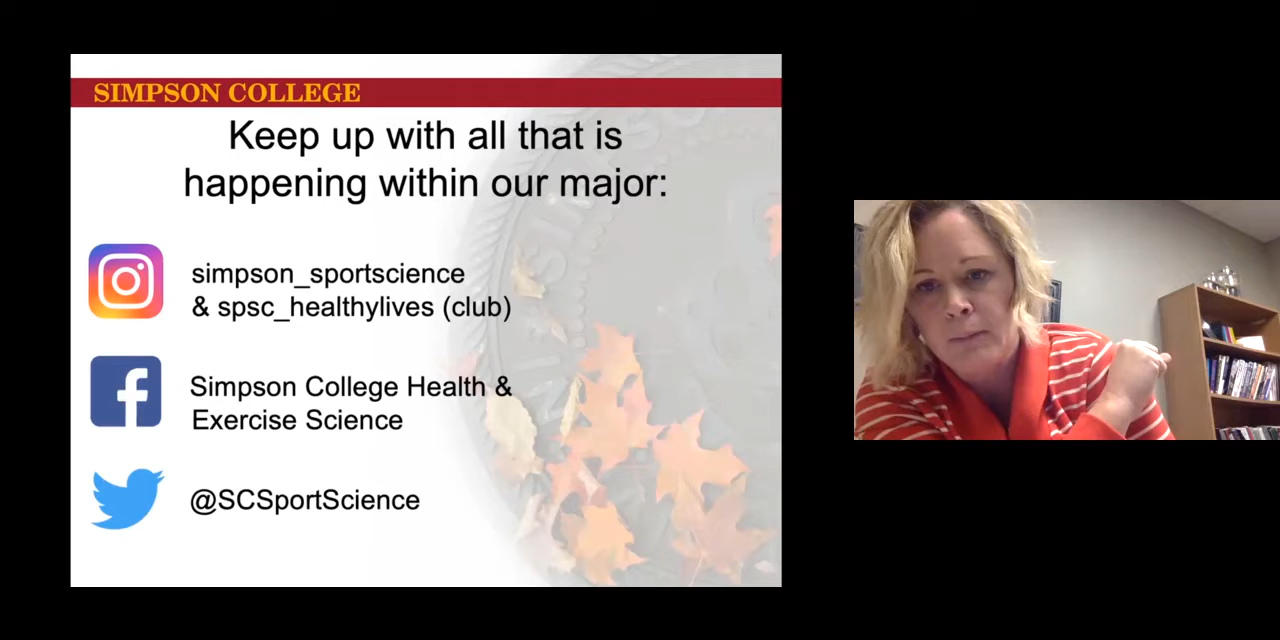 SIMPSON COLLEGE
Keep up with all that is
happening within our major:
simpson_sportscience
& spsc_healthylives (club)
Simpson College Health &
Exercise Science
@SCSportScience